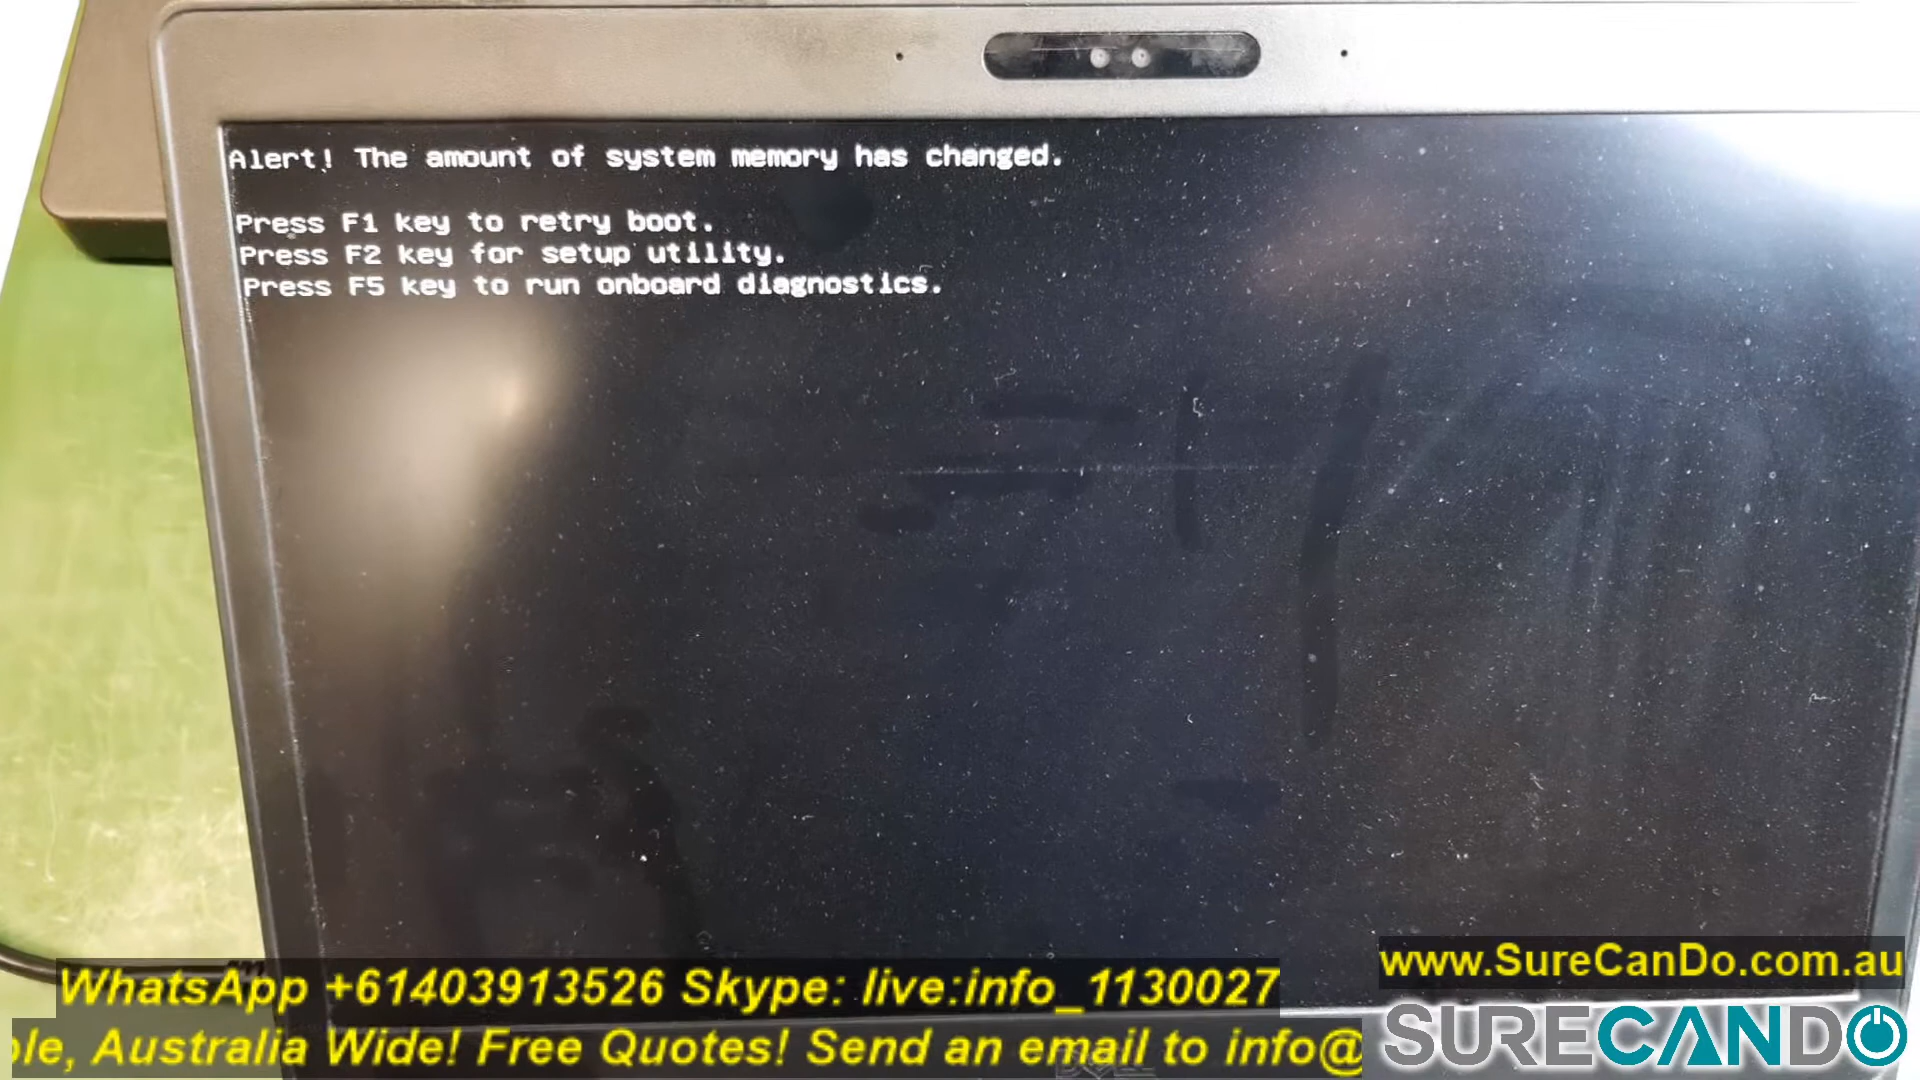 Alert! The amount of system memory has changed.
Press F1 key to retry boot.
Press F2 key for setup utility.
Press F5 key to run onboard diagnostics.
www.SureCanDo.com.au
WhatsApp +61403913526 Skype: live:info_1130027
Australia Wide! Free Quotes! Send an email to info@
SURECANDO
DELL